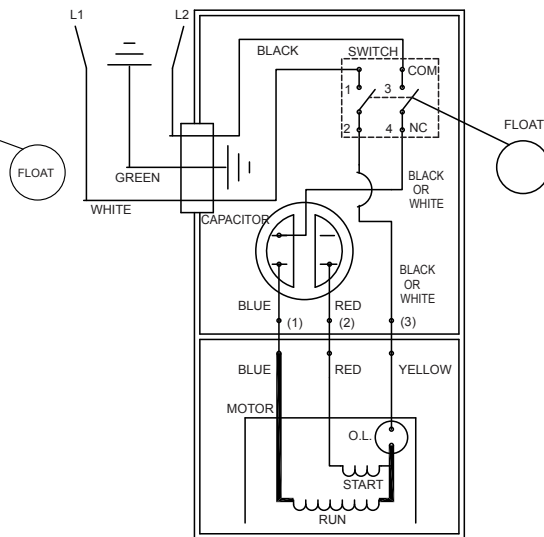 L1
L2
BLACK
SWITCH
COM
1
3
2
4
NC
FLOAT
FLOAT
GREEN
WHITE
CAPACITOR
BLACK
OR
WHITE
BLACK
OR
WHITE
BLUE
RED
(1)
(2)
(3)
BLUE
RED
YELLOW
MOTOR
O.L.
START
RUN